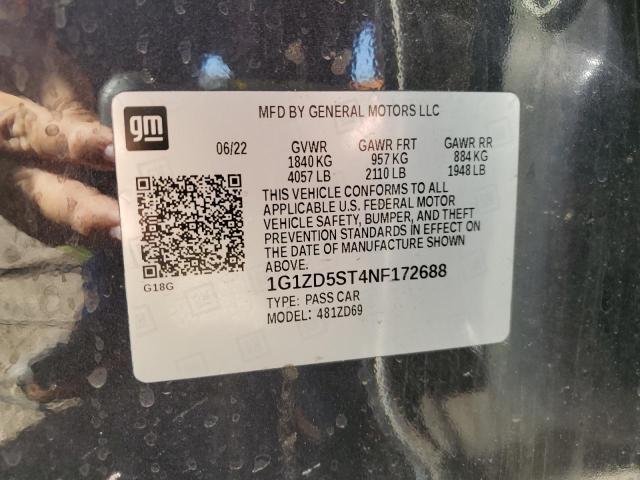 gm
MFD BY GENERAL MOTORS LLC
06/22 GVWR GAWR FRT GAWR RR
1840 KG 957 KG 884 KG
4057 LB 2110 LB 1948 LB
THIS VEHICLE CONFORMS TO ALL
APPLICABLE U.S. FEDERAL MOTOR
VEHICLE SAFETY, BUMPER, AND THEFT
PREVENTION STANDARDS IN EFFECT ON
THE DATE OF MANUFACTURE SHOWN
ABOVE.
G18G
1G1ZD5ST4NF172688
TYPE: PASS CAR
MODEL: 481ZD69